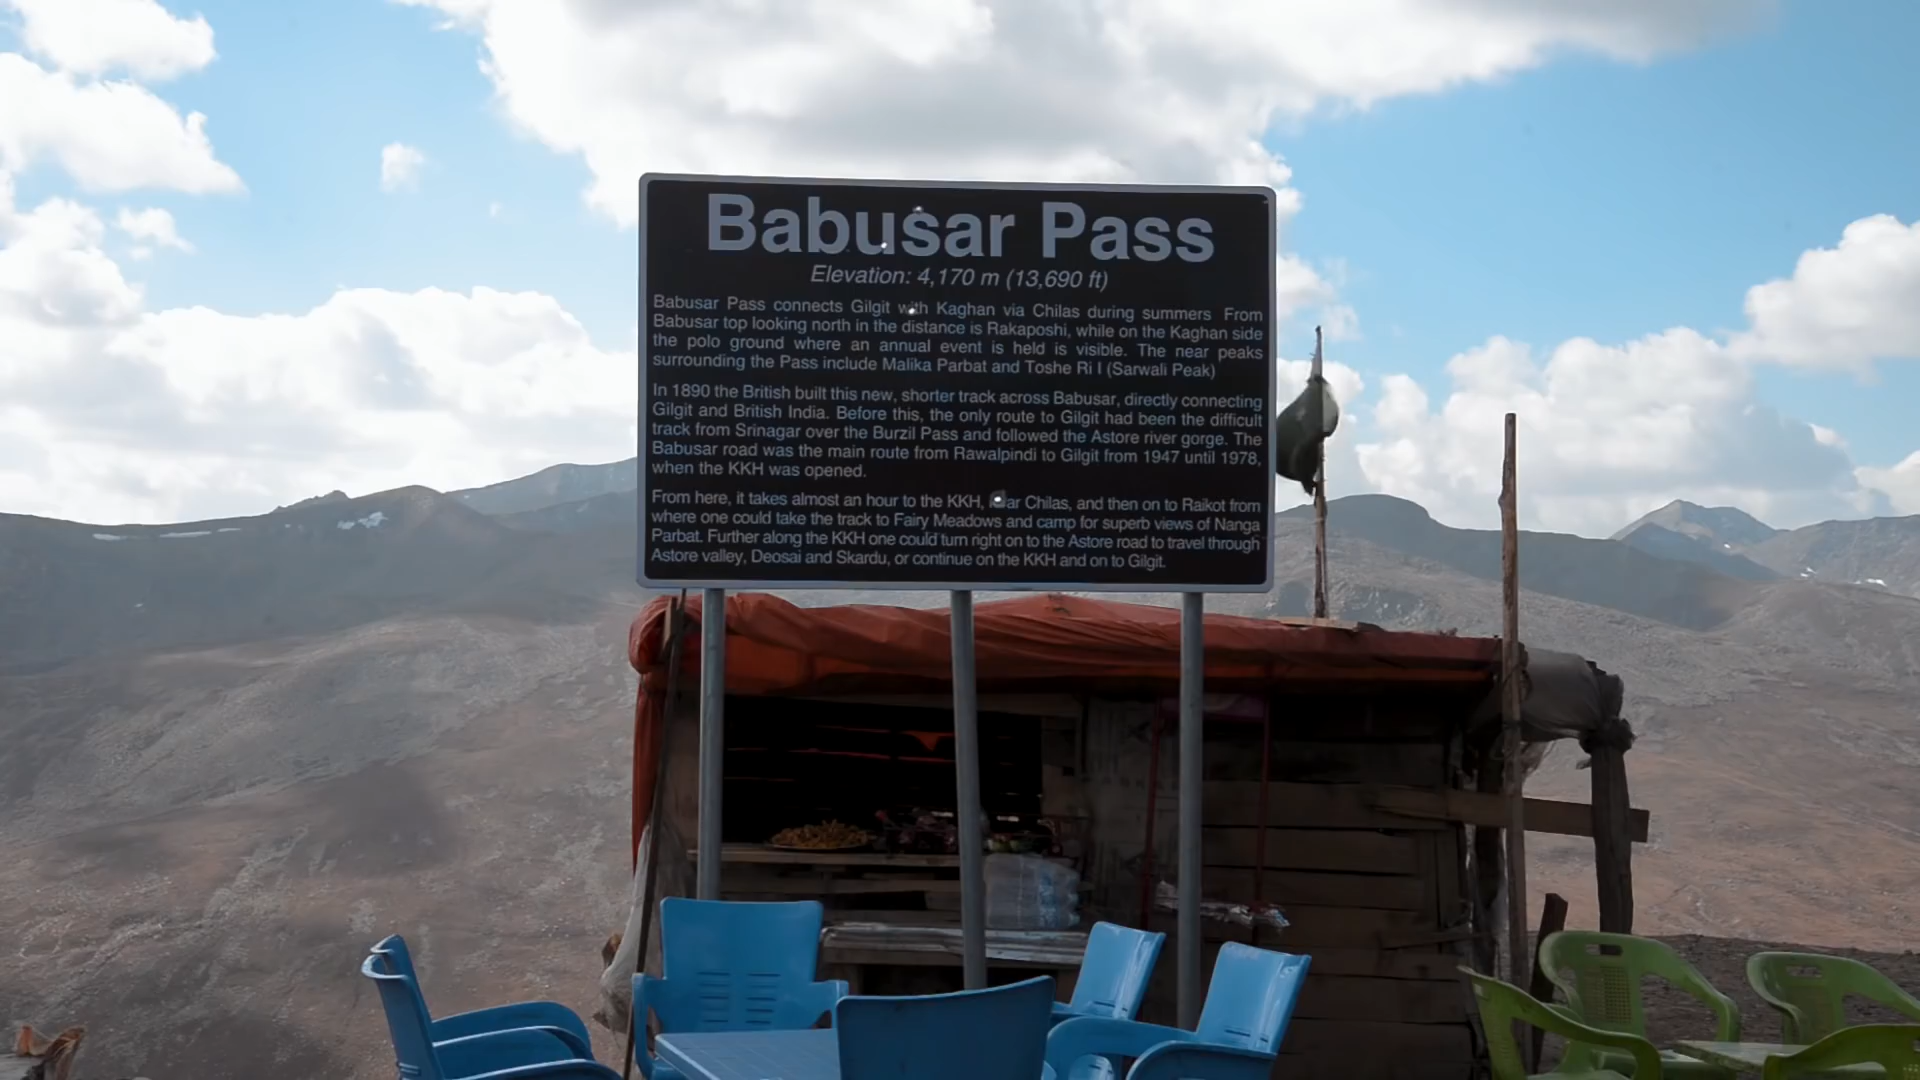 Babusar Pass
Elevation: 4,170 m (13,690 ft)
Babusar Pass connects Gilgit with Kaghan via Chilas during summers From
Babusar top looking north in the distance is Rakaposhi, while on the Kaghan side
the polo ground where an annual event is held is visible. The near peaks
surrounding the Pass include Malika Parbat and Toshe Ri I (Sarwali Peak)
In 1890 the British built this new, shorter track across Babusar, directly connecting
Gilgit and British India. Before this, the only route to Gilgit had been the difficult
track from Srinagar over the Burzil Pass and followed the Astore river gorge. The
Babusar road was the main route from Rawalpindi to Gilgit from 1947 until 1978,
when the KKH was opened.
From here, it takes almost an hour to the KKH, near Chilas, and then on to Raikot from
where one could take the track to Fairy Meadows and camp for superb views of Nanga
Parbat. Further along the KKH one could turn right on to the Astore road to travel through
Astore valley, Deosai and Skardu, or continue on the KKH and on to Gilgit.